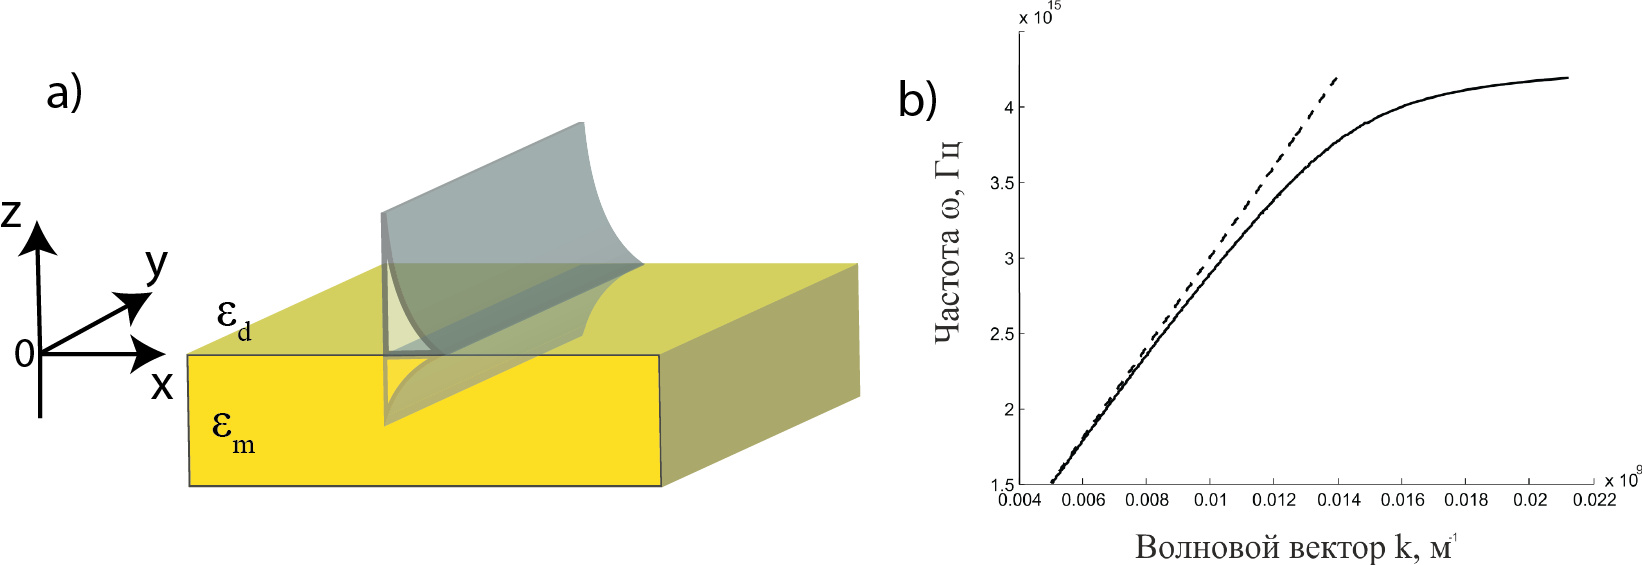 a)
z
y
0
x
εd
εm
b)
x 10^15
4
3.5
3
2.5
2
1.5
0.004 0.006 0.008 0.01 0.012 0.014 0.016 0.018 0.02 0.022
x 10^9
Частота ω, Гц
Волновой вектор k, м^-1